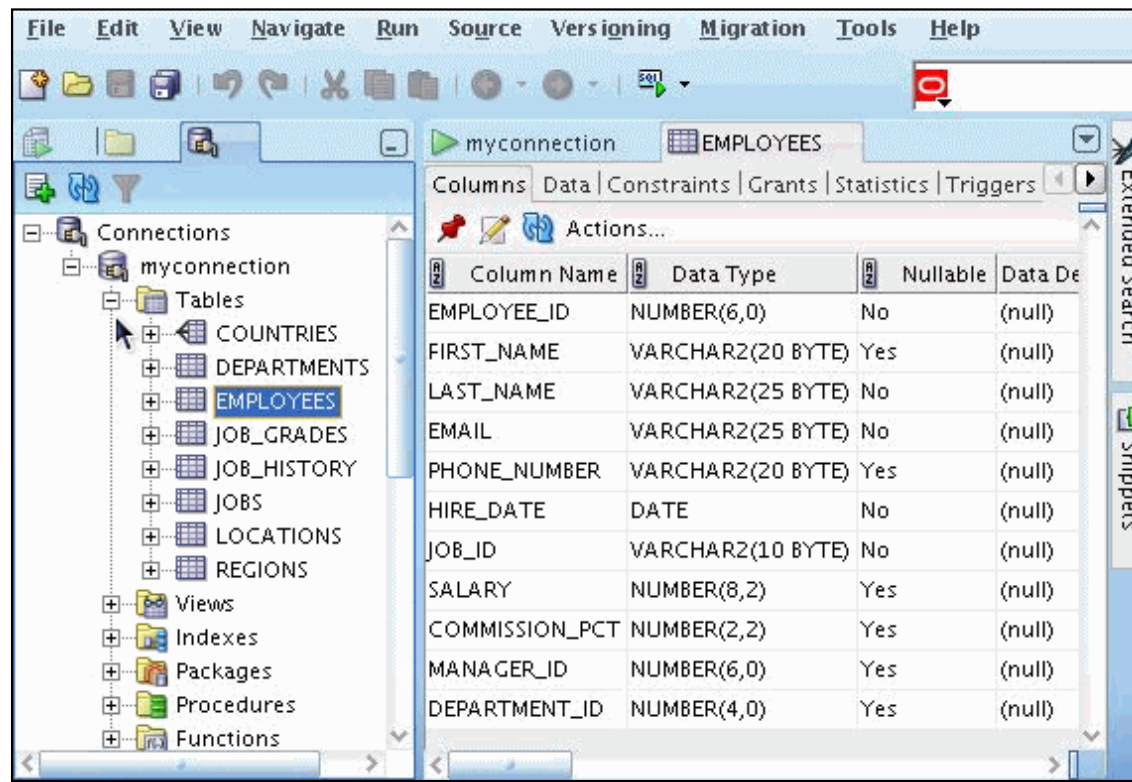 File Edit View Navigate Run Source Versioning Migration Tools Help
SQL
myconnection EMPLOYEES
Columns Data Constraints Grants Statistics Triggers
Actions...
Connections
myconnection
Tables
COUNTRIES
DEPARTMENTS
EMPLOYEES
JOB_GRADES
JOB_HISTORY
JOBS
LOCATIONS
REGIONS
Views
Indexes
Packages
Procedures
Functions
Column Name Data Type Nullable Data De
EMPLOYEE_ID NUMBER(6,0) No (null)
FIRST_NAME VARCHAR2(20 BYTE) Yes (null)
LAST_NAME VARCHAR2(25 BYTE) No (null)
EMAIL VARCHAR2(25 BYTE) No (null)
PHONE_NUMBER VARCHAR2(20 BYTE) Yes (null)
HIRE_DATE DATE No (null)
JOB_ID VARCHAR2(10 BYTE) No (null)
SALARY NUMBER(8,2) Yes (null)
COMMISSION_PCT NUMBER(2,2) Yes (null)
MANAGER_ID NUMBER(6,0) Yes (null)
DEPARTMENT_ID NUMBER(4,0) Yes (null)
Extended Search
Snippets